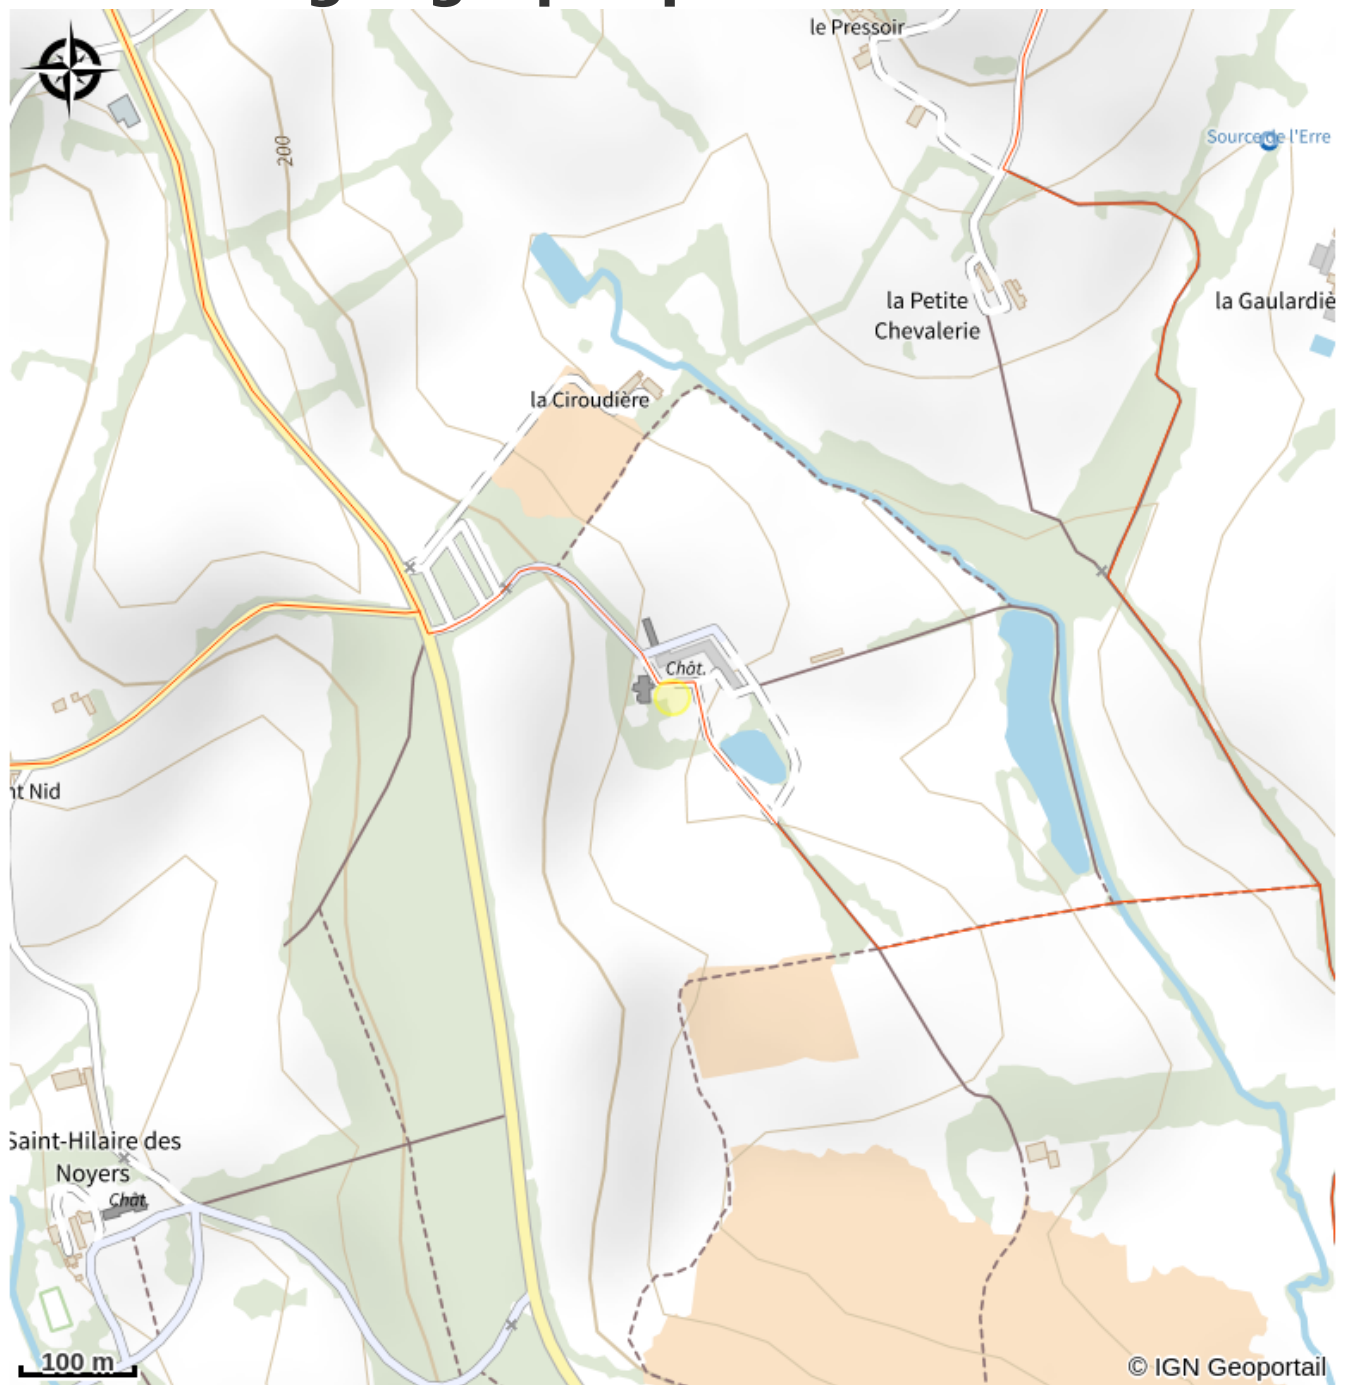 le Pressoir
200
Source de l'Erre
la Petite
Chevalerie
la Gaulardiè
la Ciroudière
Chât.
nt Nid
Saint-Hilaire des
Noyers
Chât.
100 m
© IGN Geoportail